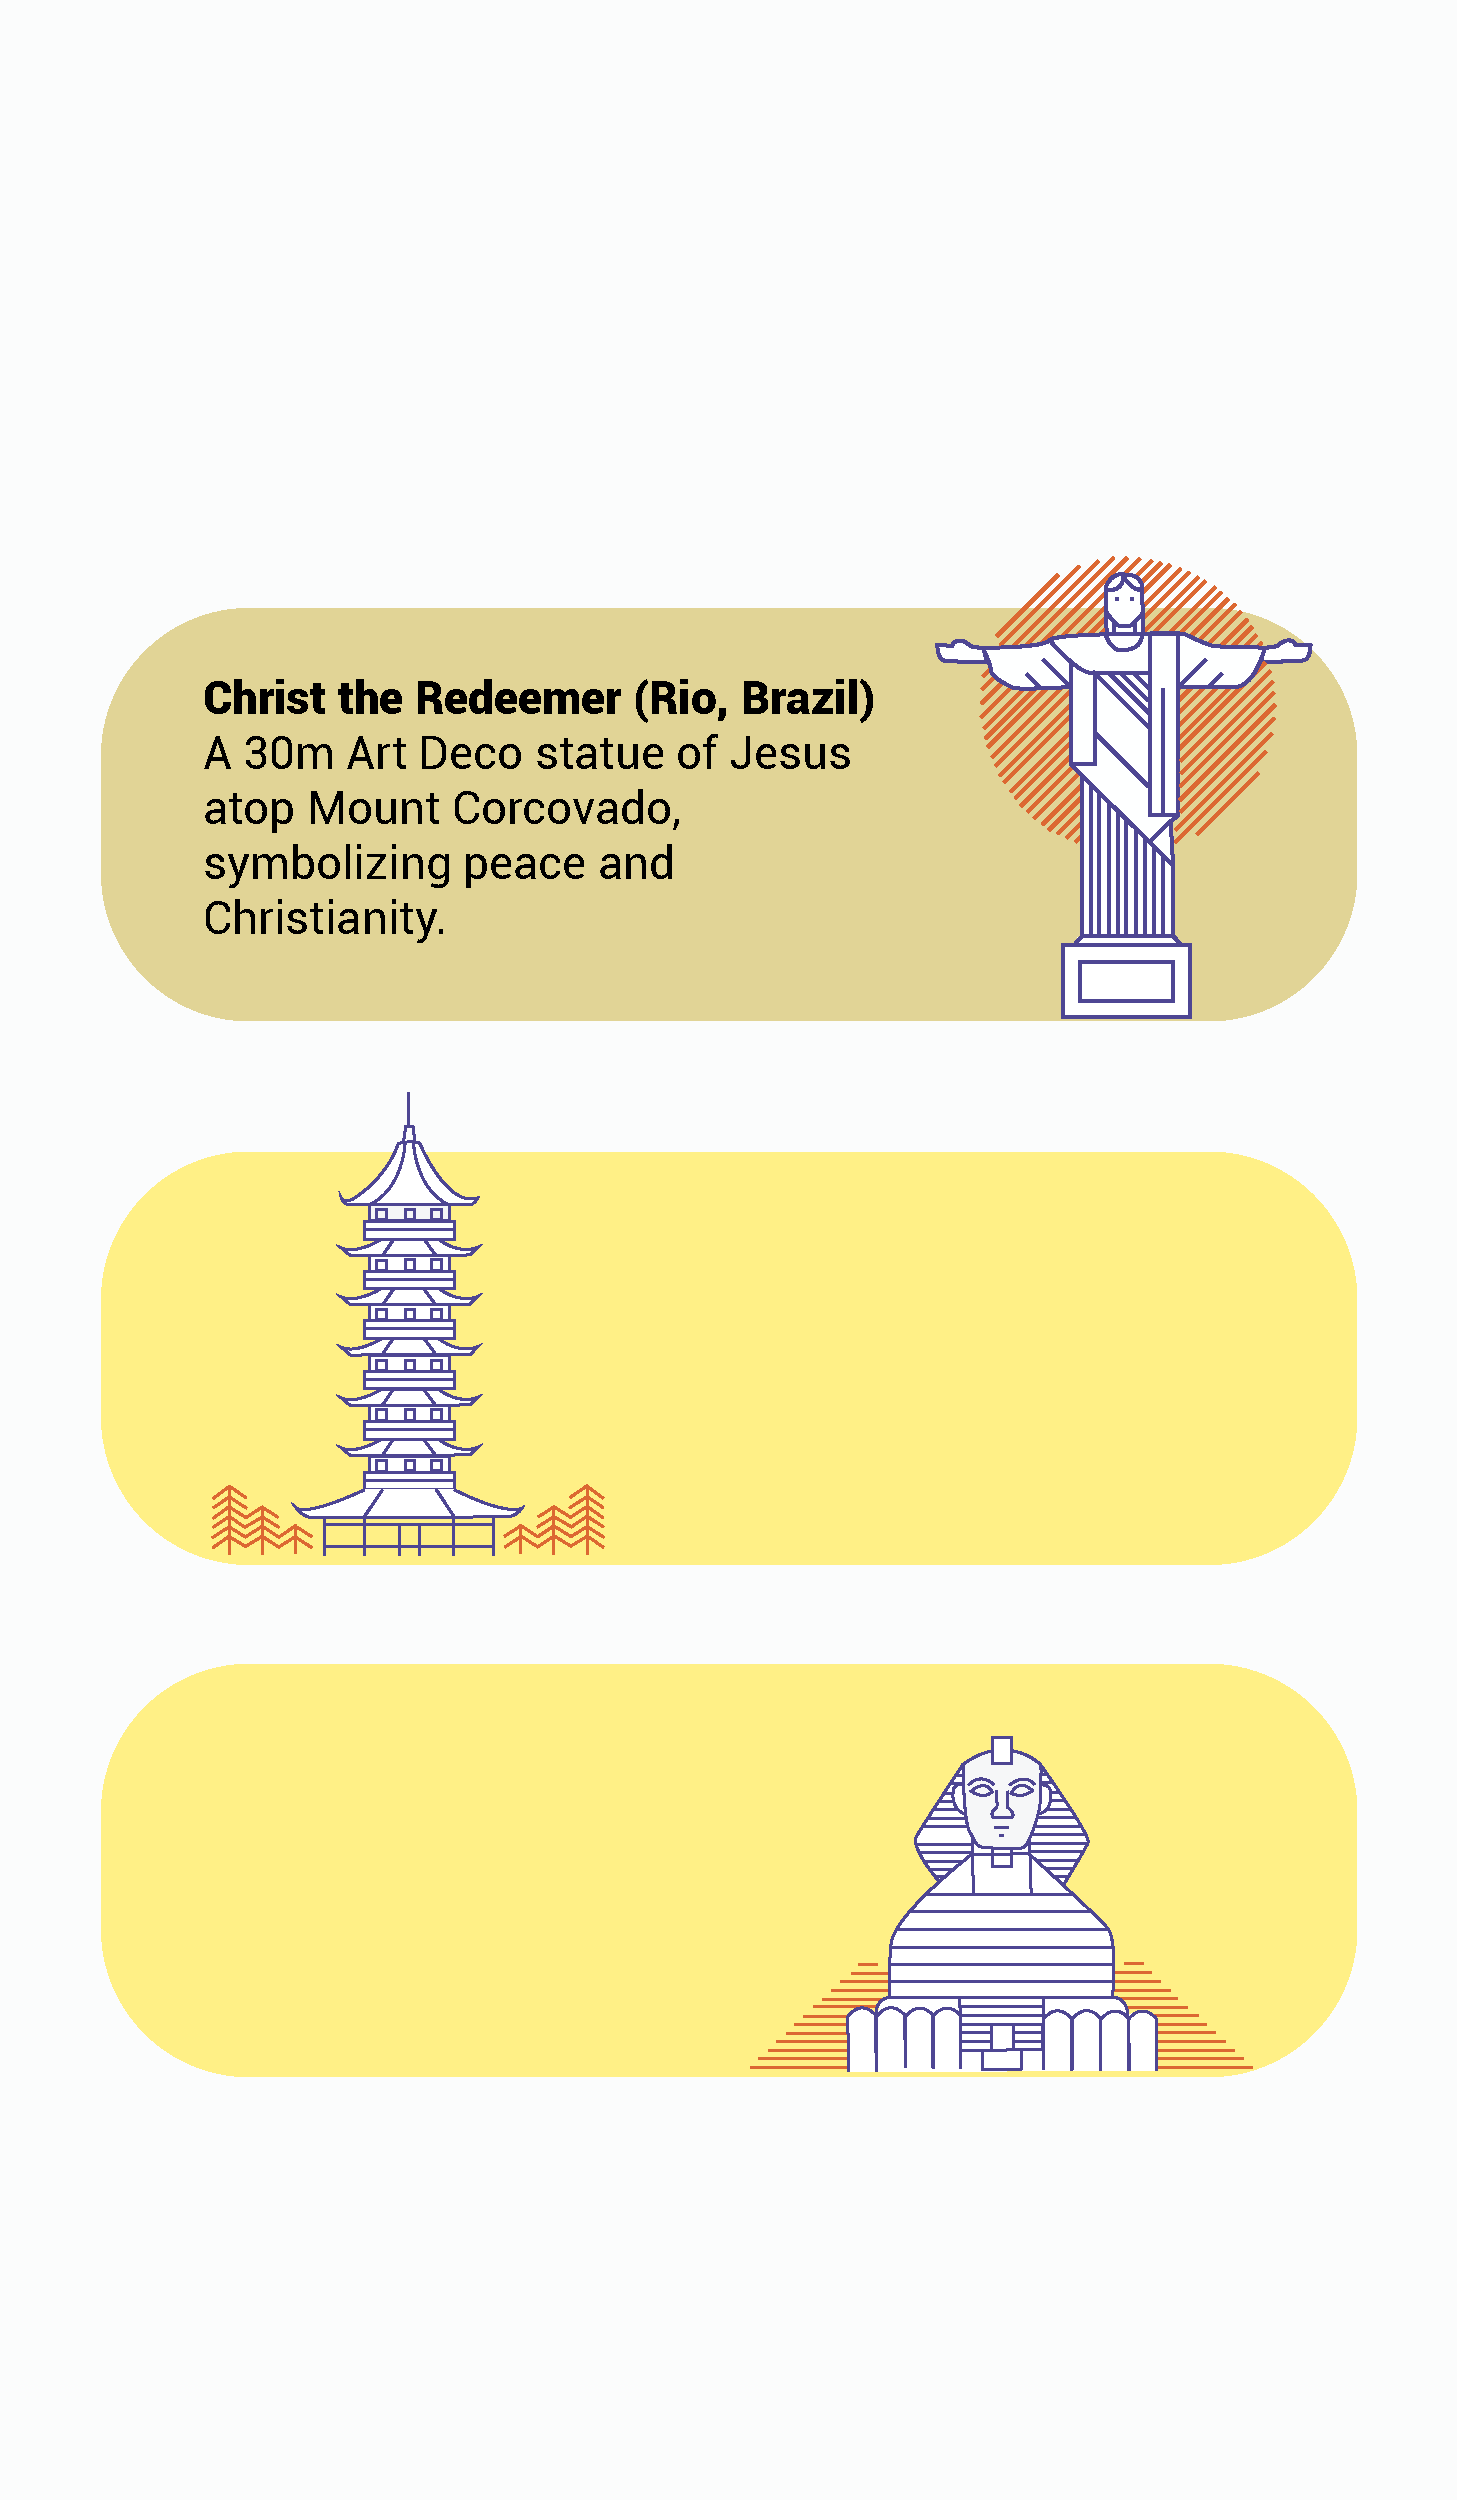 Christ the Redeemer (Rio, Brazil)
A 30m Art Deco statue of Jesus
atop Mount Corcovado,
symbolizing peace and
Christianity.